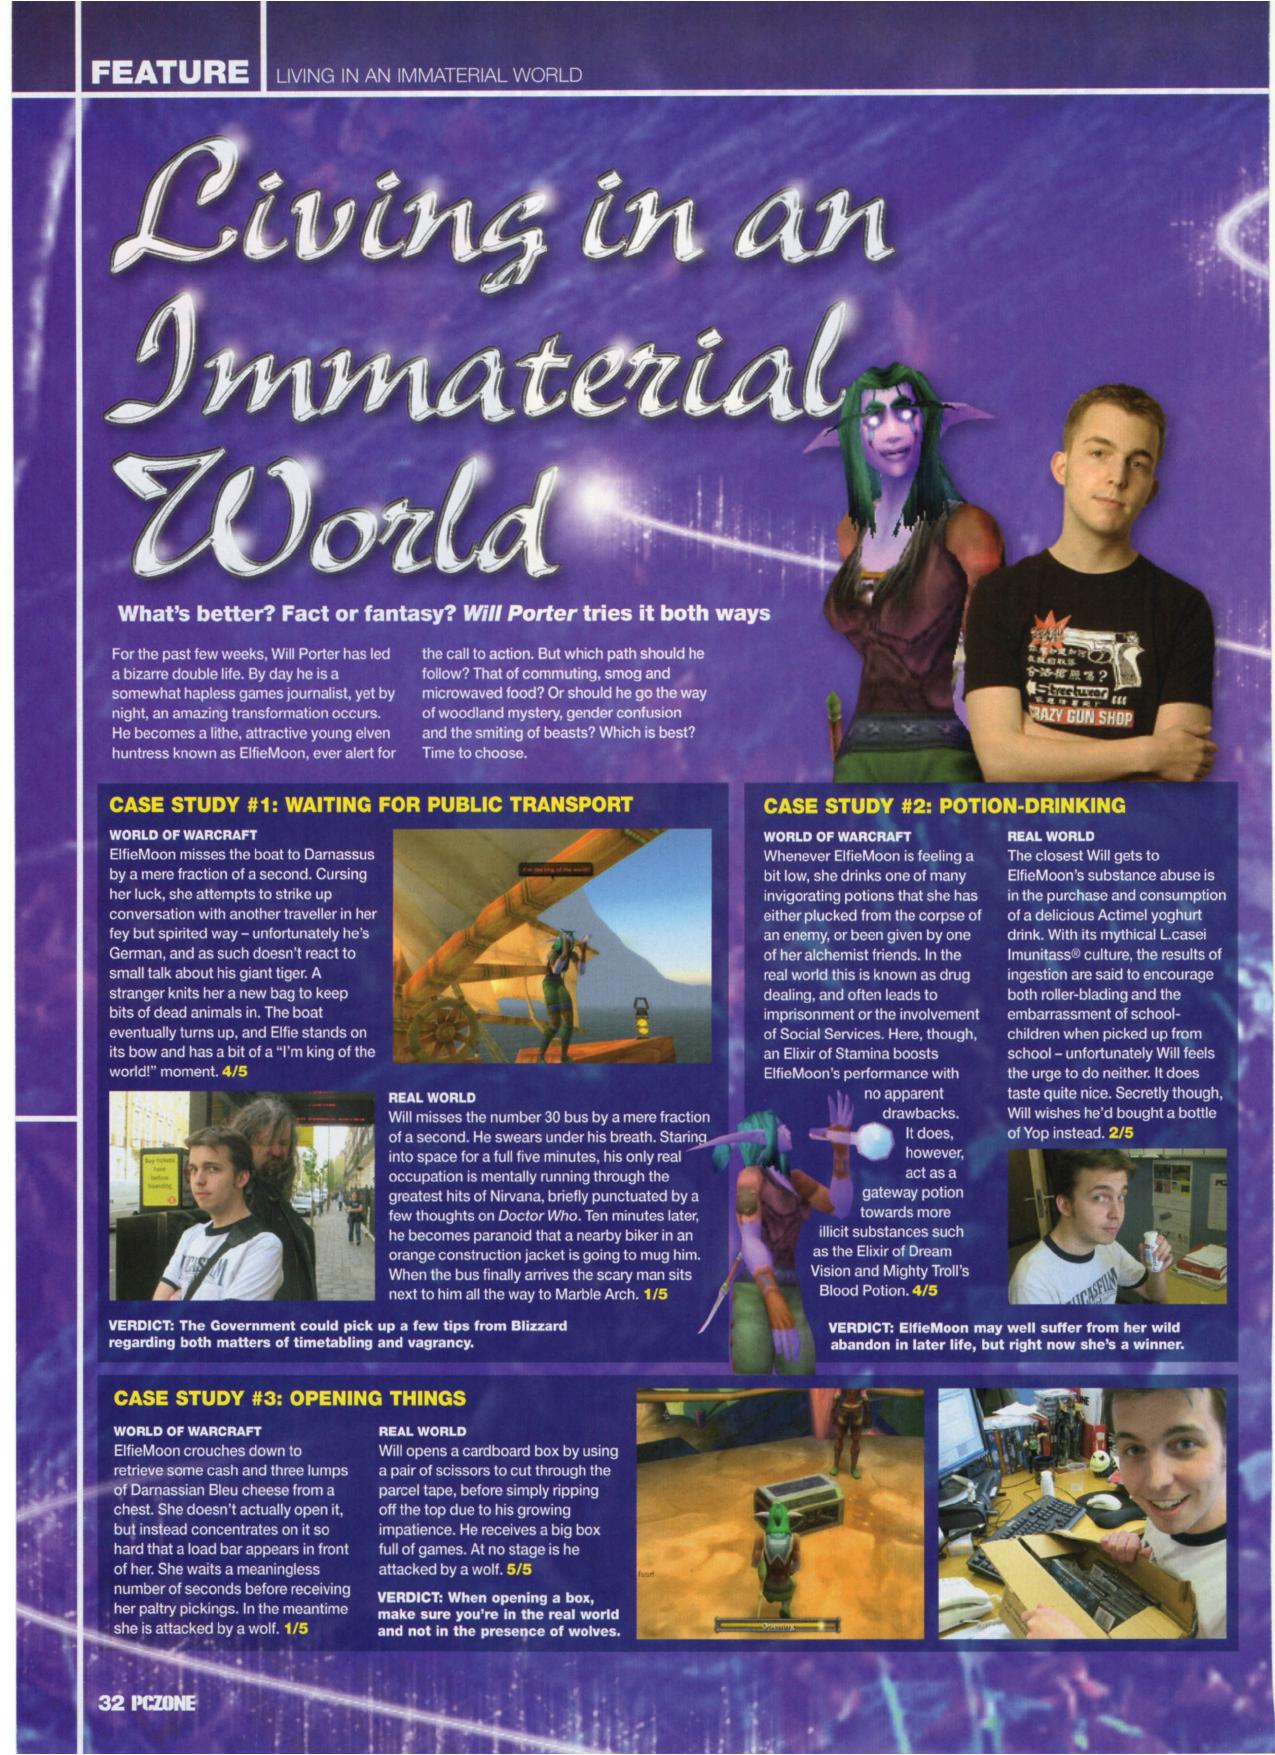 FEATURE
LIVING IN AN IMMATERIAL WORLD
Living in an
Immaterial
World
What's better? Fact or fantasy? Will Porter tries it both ways
For the past few weeks, Will Porter has led
a bizarre double life. By day he is a
somewhat hapless games journalist, yet by
night, an amazing transformation occurs.
He becomes a lithe, attractive young elven
huntress known as ElfieMoon, ever alert for
the call to action. But which path should he
follow? That of commuting, smog and
microwaved food? Or should he go the way
of woodland mystery, gender confusion
and the smiting of beasts? Which is best?
Time to choose.
合法槍照嗎?
Streetwear
CRAZY GUN SHOP
CASE STUDY #1: WAITING FOR PUBLIC TRANSPORT
WORLD OF WARCRAFT
ElfieMoon misses the boat to Darnassus
by a mere fraction of a second. Cursing
her luck, she attempts to strike up
conversation with another traveller in her
fey but spirited way – unfortunately he's
German, and as such doesn't react to
small talk about his giant tiger. A
stranger knits her a new bag to keep
bits of dead animals in. The boat
eventually turns up, and Elfie stands on
its bow and has a bit of a "I'm king of the
world!" moment. 4/5
I'm the king of the world!
Buy tickets
here
before
boarding
REAL WORLD
Will misses the number 30 bus by a mere fraction
of a second. He swears under his breath. Staring
into space for a full five minutes, his only real
occupation is mentally running through the
greatest hits of Nirvana, briefly punctuated by a
few thoughts on Doctor Who. Ten minutes later,
he becomes paranoid that a nearby biker in an
orange construction jacket is going to mug him.
When the bus finally arrives the scary man sits
next to him all the way to Marble Arch. 1/5
VERDICT: The Government could pick up a few tips from Blizzard
regarding both matters of timetabling and vagrancy.
CASE STUDY #2: POTION-DRINKING
WORLD OF WARCRAFT
Whenever ElfieMoon is feeling a
bit low, she drinks one of many
invigorating potions that she has
either plucked from the corpse of
an enemy, or been given by one
of her alchemist friends. In the
real world this is known as drug
dealing, and often leads to
imprisonment or the involvement
of Social Services. Here, though,
an Elixir of Stamina boosts
ElfieMoon's performance with
no apparent
drawbacks.
It does,
however,
act as a
gateway potion
towards more
illicit substances such
as the Elixir of Dream
Vision and Mighty Troll's
Blood Potion. 4/5
REAL WORLD
The closest Will gets to
ElfieMoon's substance abuse is
in the purchase and consumption
of a delicious Actimel yoghurt
drink. With its mythical L.casei
Imunitass® culture, the results of
ingestion are said to encourage
both roller-blading and the
embarrassment of school-
children when picked up from
school – unfortunately Will feels
the urge to do neither. It does
taste quite nice. Secretly though,
Will wishes he'd bought a bottle
of Yop instead. 2/5
LUCASFILM
VERDICT: ElfieMoon may well suffer from her wild
abandon in later life, but right now she's a winner.
CASE STUDY #3: OPENING THINGS
WORLD OF WARCRAFT
ElfieMoon crouches down to
retrieve some cash and three lumps
of Darnassian Bleu cheese from a
chest. She doesn't actually open it,
but instead concentrates on it so
hard that a load bar appears in front
of her. She waits a meaningless
number of seconds before receiving
her paltry pickings. In the meantime
she is attacked by a wolf. 1/5
REAL WORLD
Will opens a cardboard box by using
a pair of scissors to cut through the
parcel tape, before simply ripping
off the top due to his growing
impatience. He receives a big box
full of games. At no stage is he
attacked by a wolf. 5/5
VERDICT: When opening a box,
make sure you're in the real world
and not in the presence of wolves.
Opening
32 PCZONE